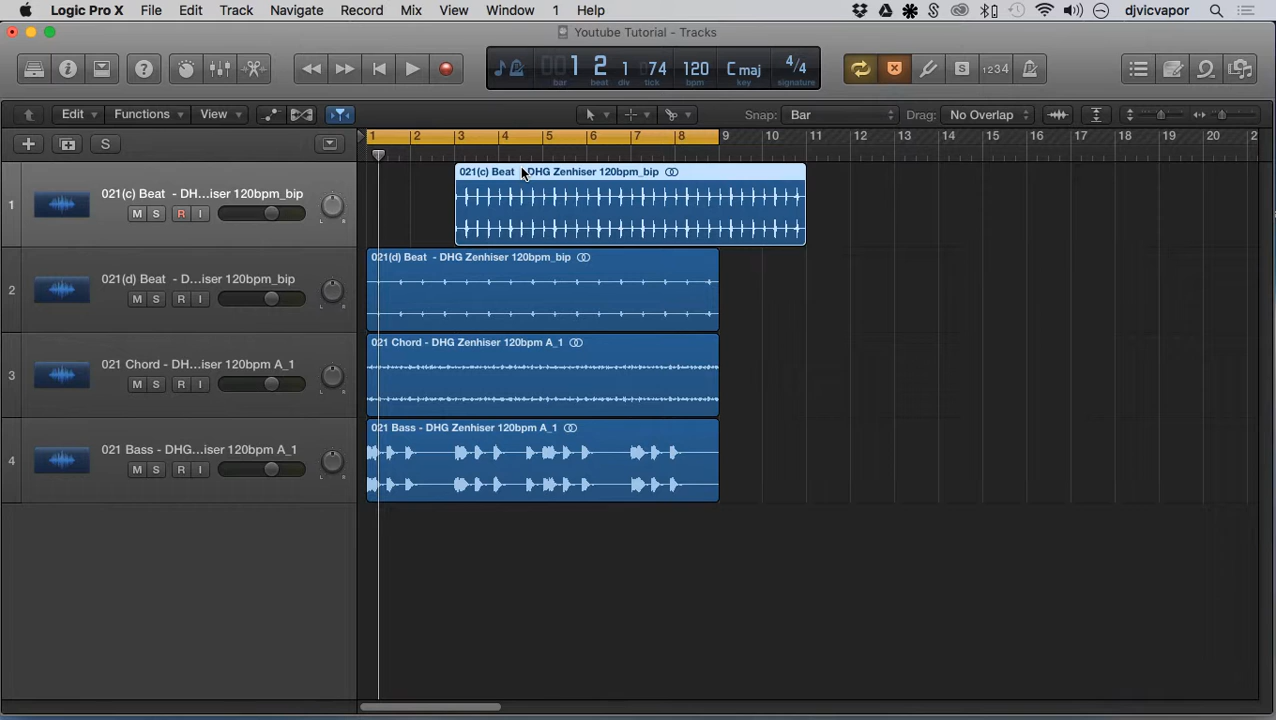 Logic Pro X File Edit Track Navigate Record Mix View Window 1 Help djvicvapor
Youtube Tutorial - Tracks
1 2 1 74 120 C maj 4/4
bar beat div tick bpm key signature
S 1234
Edit Functions View Snap: Bar Drag: No Overlap
S 1 2 3 4 5 6 7 8 9 10 11 12 13 14 15 16 17 18 19 20 2
021(c) Beat - DH...iser 120bpm_bip
1 M S R I L R
021(c) Beat - DHG Zenhiser 120bpm_bip
021(d) Beat - D...iser 120bpm_bip
2 M S R I L R
021(d) Beat - DHG Zenhiser 120bpm_bip
021 Chord - DH...iser 120bpm A_1
3 M S R I L R
021 Chord - DHG Zenhiser 120bpm A_1
021 Bass - DHG...iser 120bpm A_1
4 M S R I L R
021 Bass - DHG Zenhiser 120bpm A_1